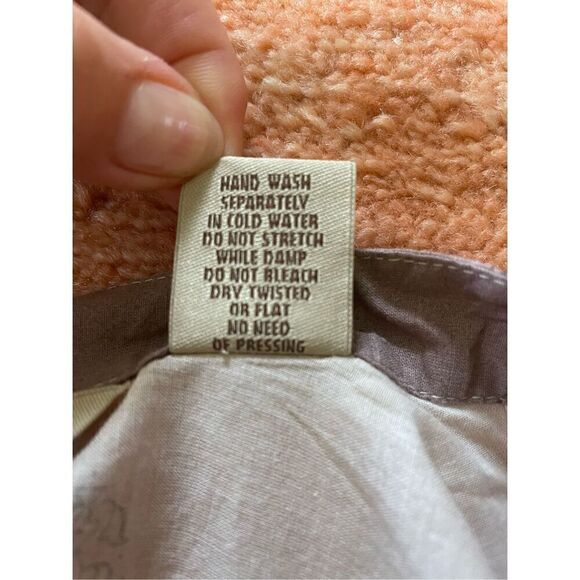 HAND WASH
SEPARATELY
IN COLD WATER
DO NOT STRETCH
WHILE DAMP
DO NOT BLEACH
DRY TWISTED
OR FLAT
NO NEED
OF PRESSING